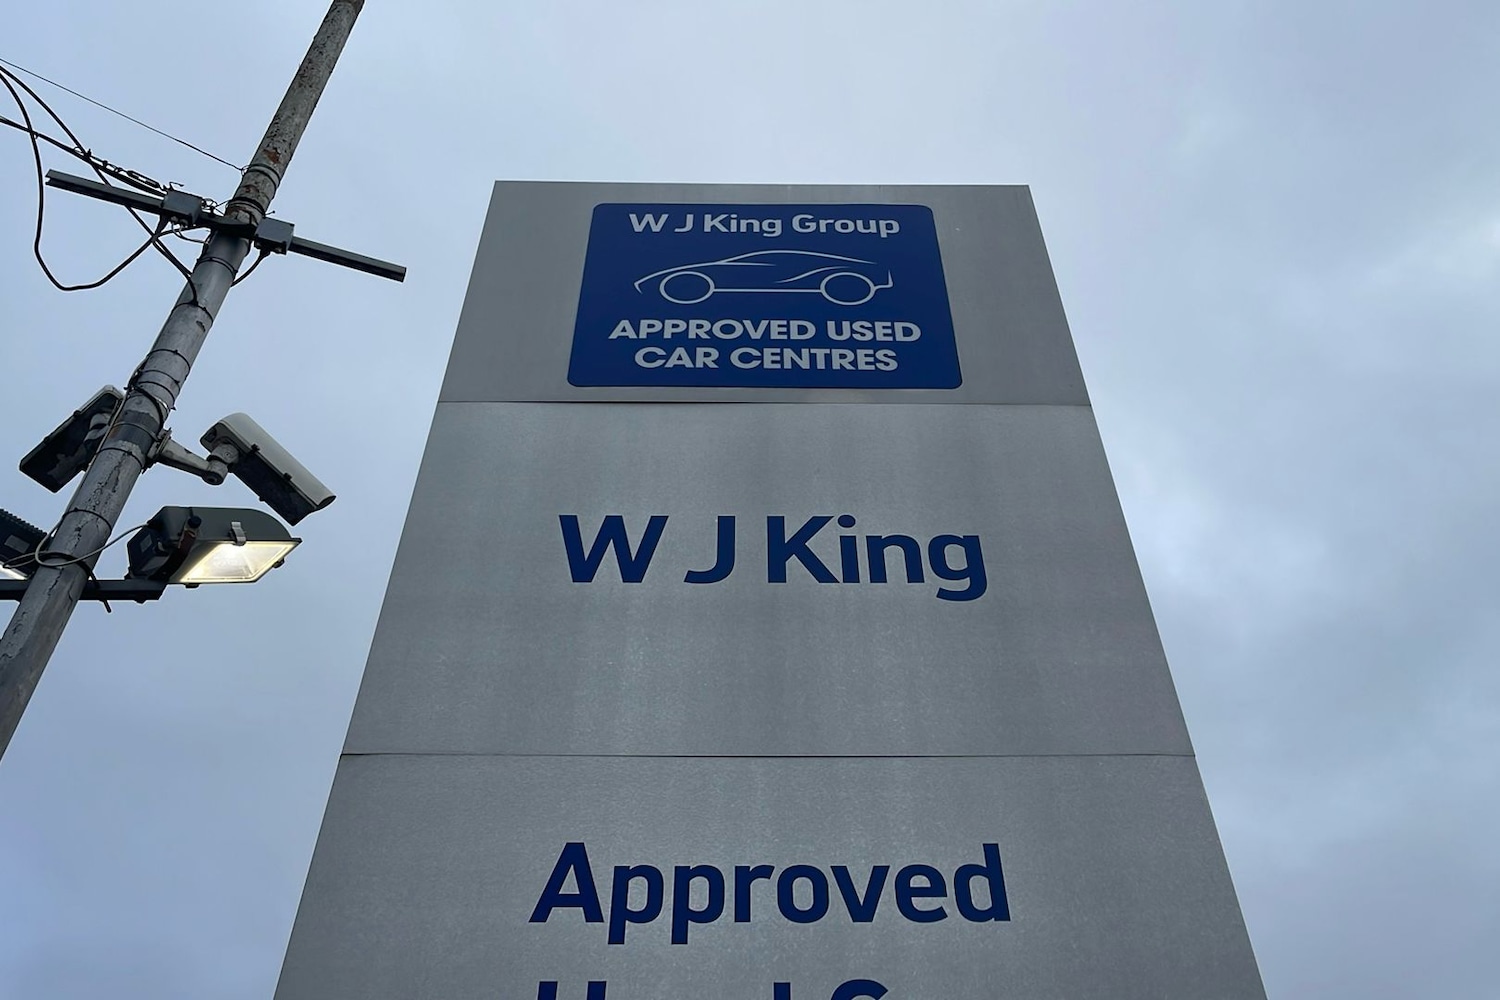 W J King Group
APPROVED USED
CAR CENTRES
W J King
Approved